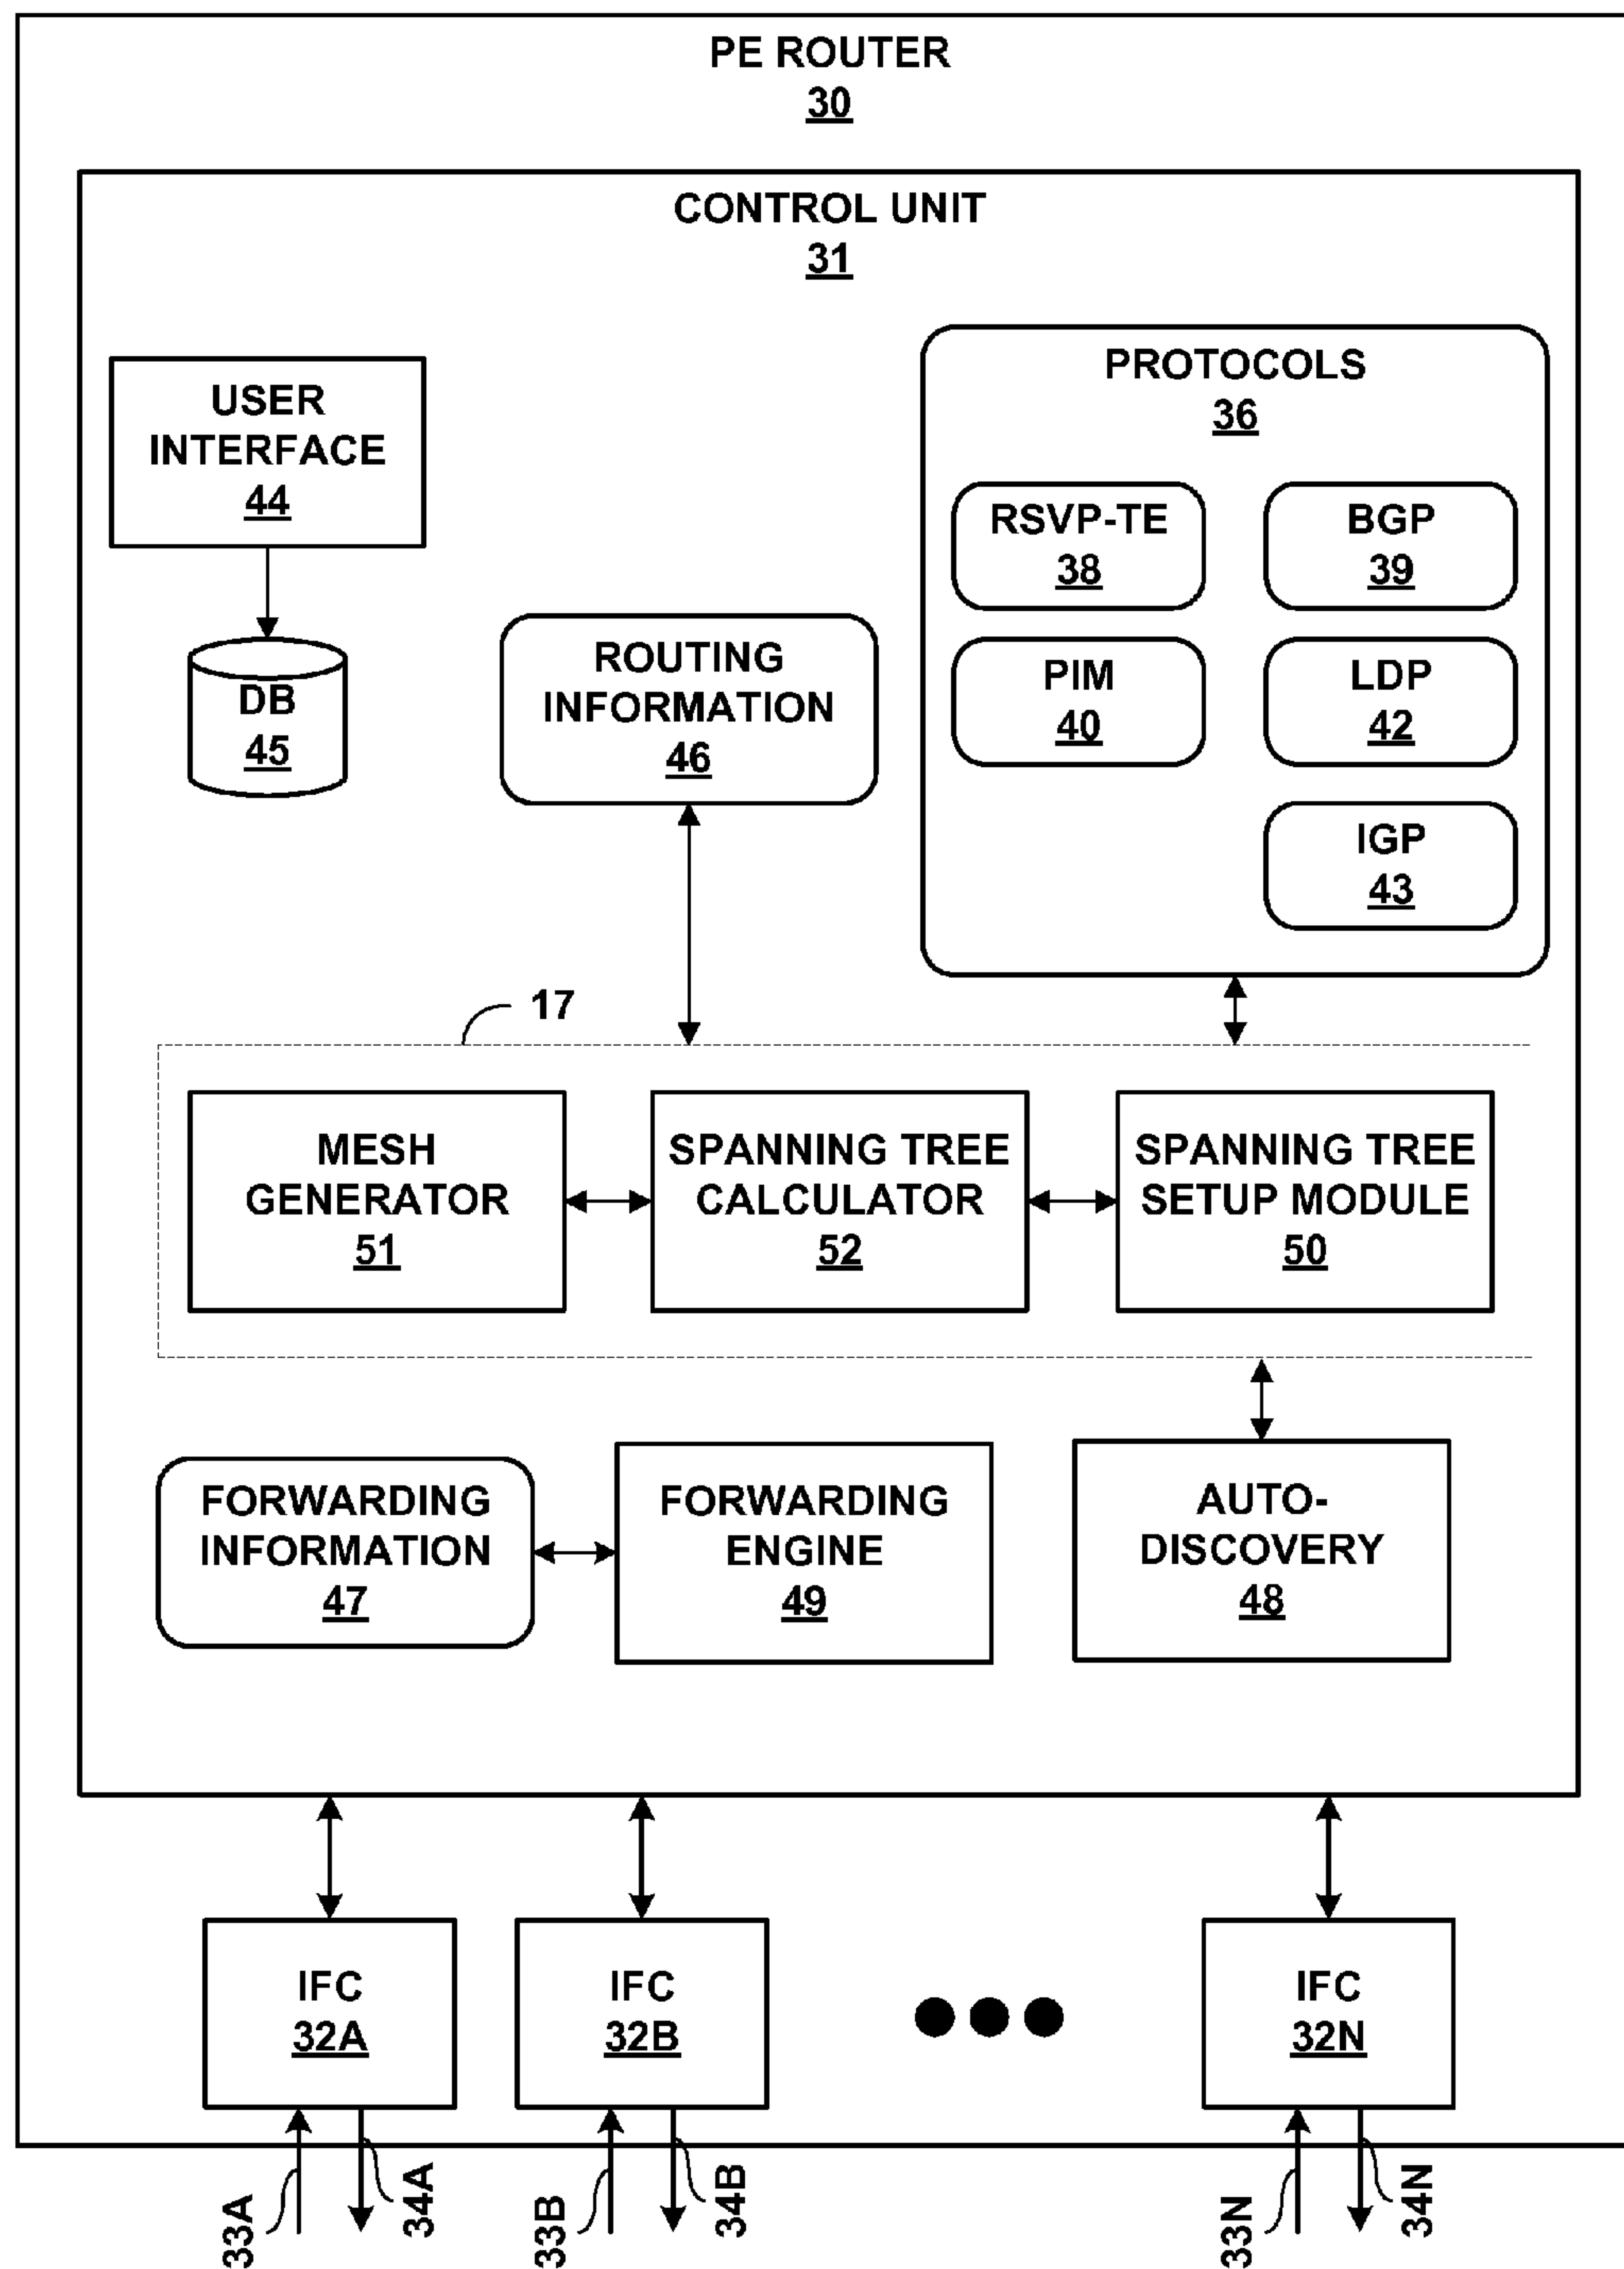 PE ROUTER
30
CONTROL UNIT
31
USER
INTERFACE
44
DB
45
ROUTING
INFORMATION
46
PROTOCOLS
36
RSVP-TE
38
BGP
39
PIM
40
LDP
42
IGP
43
17
MESH
GENERATOR
51
SPANNING TREE
CALCULATOR
52
SPANNING TREE
SETUP MODULE
50
FORWARDING
INFORMATION
47
FORWARDING
ENGINE
49
AUTO-
DISCOVERY
48
IFC
32A
IFC
32B
IFC
32N
33A
34A
33B
34B
33N
34N